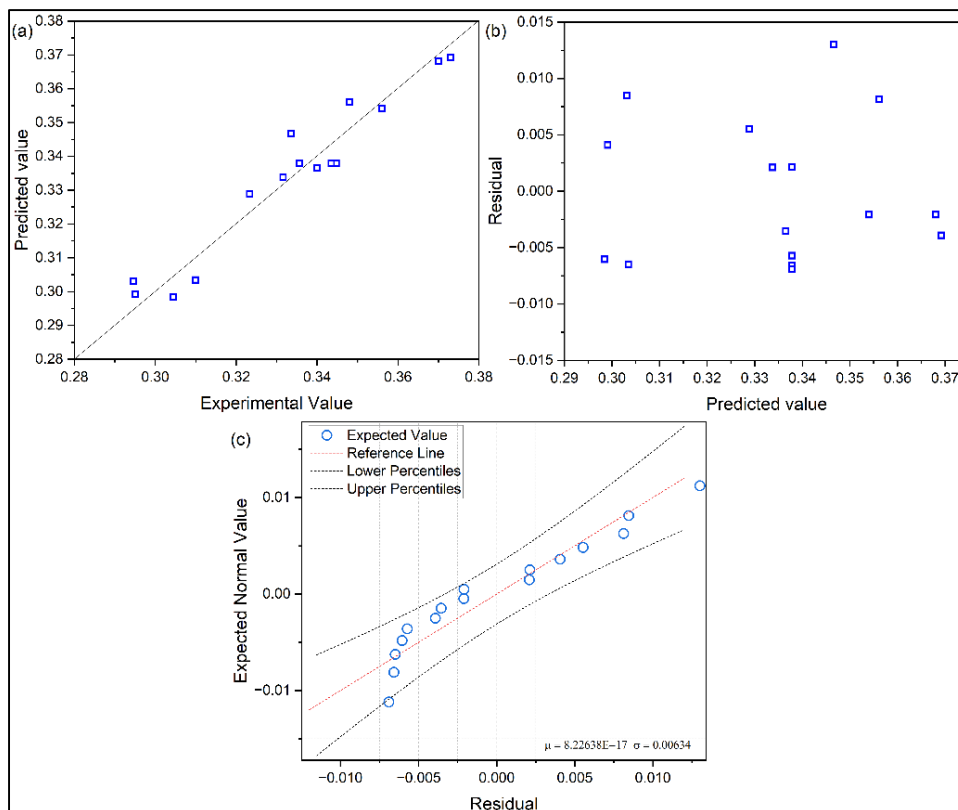 (a)
0.38
0.37
0.36
0.35
0.34
0.33
0.32
0.31
0.30
0.29
0.28
Predicted value
0.28 0.30 0.32 0.34 0.36 0.38
Experimental Value
(b)
0.015
0.010
0.005
0.000
−0.005
−0.010
−0.015
Residual
0.29 0.30 0.31 0.32 0.33 0.34 0.35 0.36 0.37
Predicted value
(c)
Expected Value
Reference Line
Lower Percentiles
Upper Percentiles
0.01
0.00
−0.01
Expected Normal Value
μ = 8.22638E−17 σ = 0.00634
−0.010 −0.005 0.000 0.005 0.010
Residual